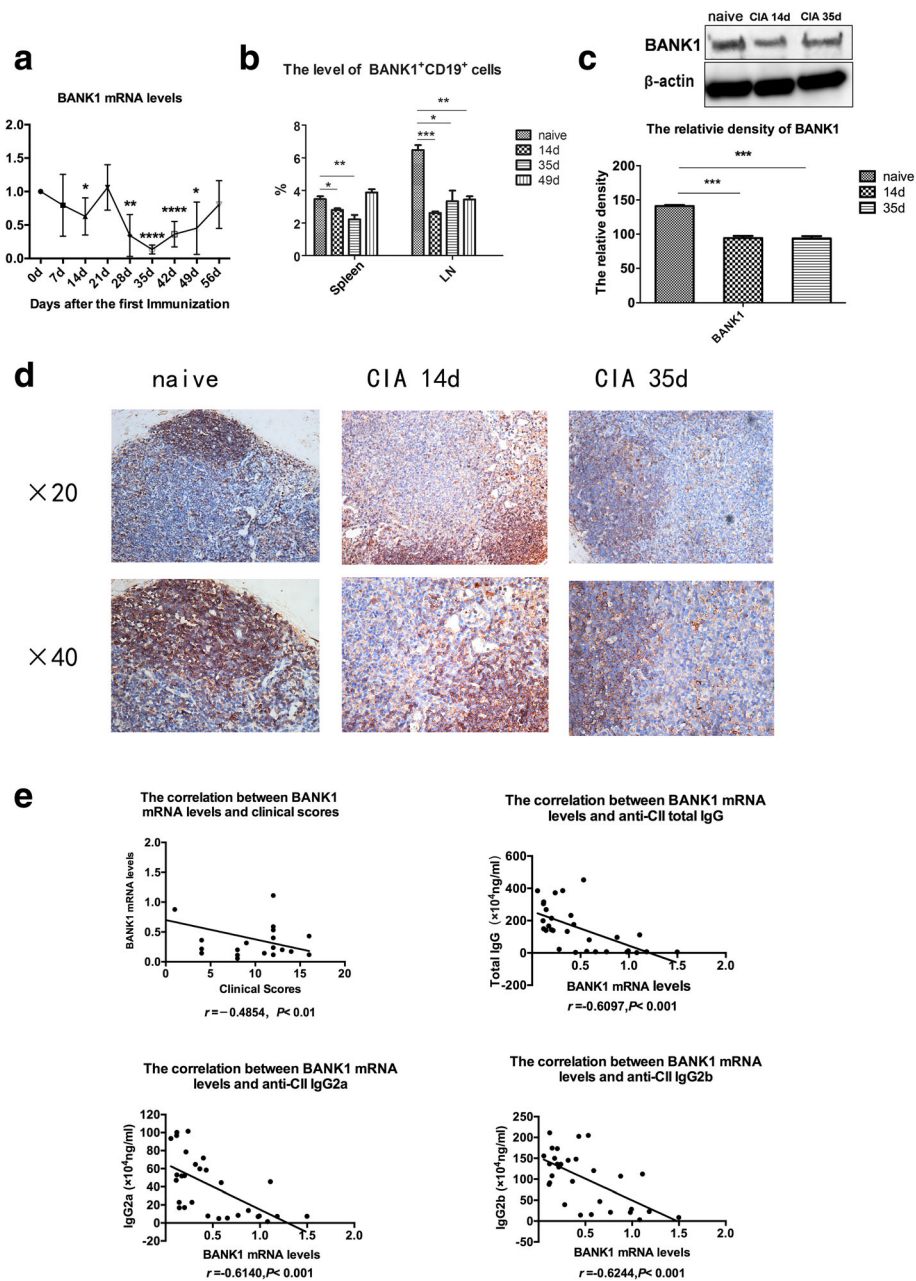 a
BANK1 mRNA levels
2.0
1.5
1.0
0.5
0.0
* ** **** **** *
0d 7d 14d 21d 28d 35d 42d 49d 56d
Days after the first Immunization
b
The level of BANK1+CD19+ cells
%
8
6
4
2
0
**
*
**
*
***
Spleen LN
naive
14d
35d
49d
c
naive CIA 14d CIA 35d
BANK1
β-actin
The relativie density of BANK1
The relative density
200
150
100
50
0
***
***
BANK1
naive
14d
35d
d
naive CIA 14d CIA 35d
×20
×40
e
The correlation between BANK1
mRNA levels and clinical scores
BANK1 mRNA levels
2.0
1.5
1.0
0.5
0.0
0 5 10 15 20
Clinical Scores
r=-0.4854, P< 0.01
The correlation between BANK1 mRNA
levels and anti-CII total IgG
Total IgG (×10⁴ng/ml)
600
400
200
0
-200
0.5 1.0 1.5 2.0
BANK1 mRNA levels
r=-0.6097,P< 0.001
The correlation between BANK1 mRNA
levels and anti-CII IgG2a
IgG2a (×10⁴ng/ml)
120
100
80
60
40
20
0
-20
0.5 1.0 1.5 2.0
BANK1 mRNA levels
r=-0.6140,P< 0.001
The correlation between BANK1 mRNA
levels and anti-CII IgG2b
IgG2b (×10⁴ng/ml)
250
200
150
100
50
0
-50
0.5 1.0 1.5 2.0
BANK1 mRNA levels
r=-0.6244,P< 0.001